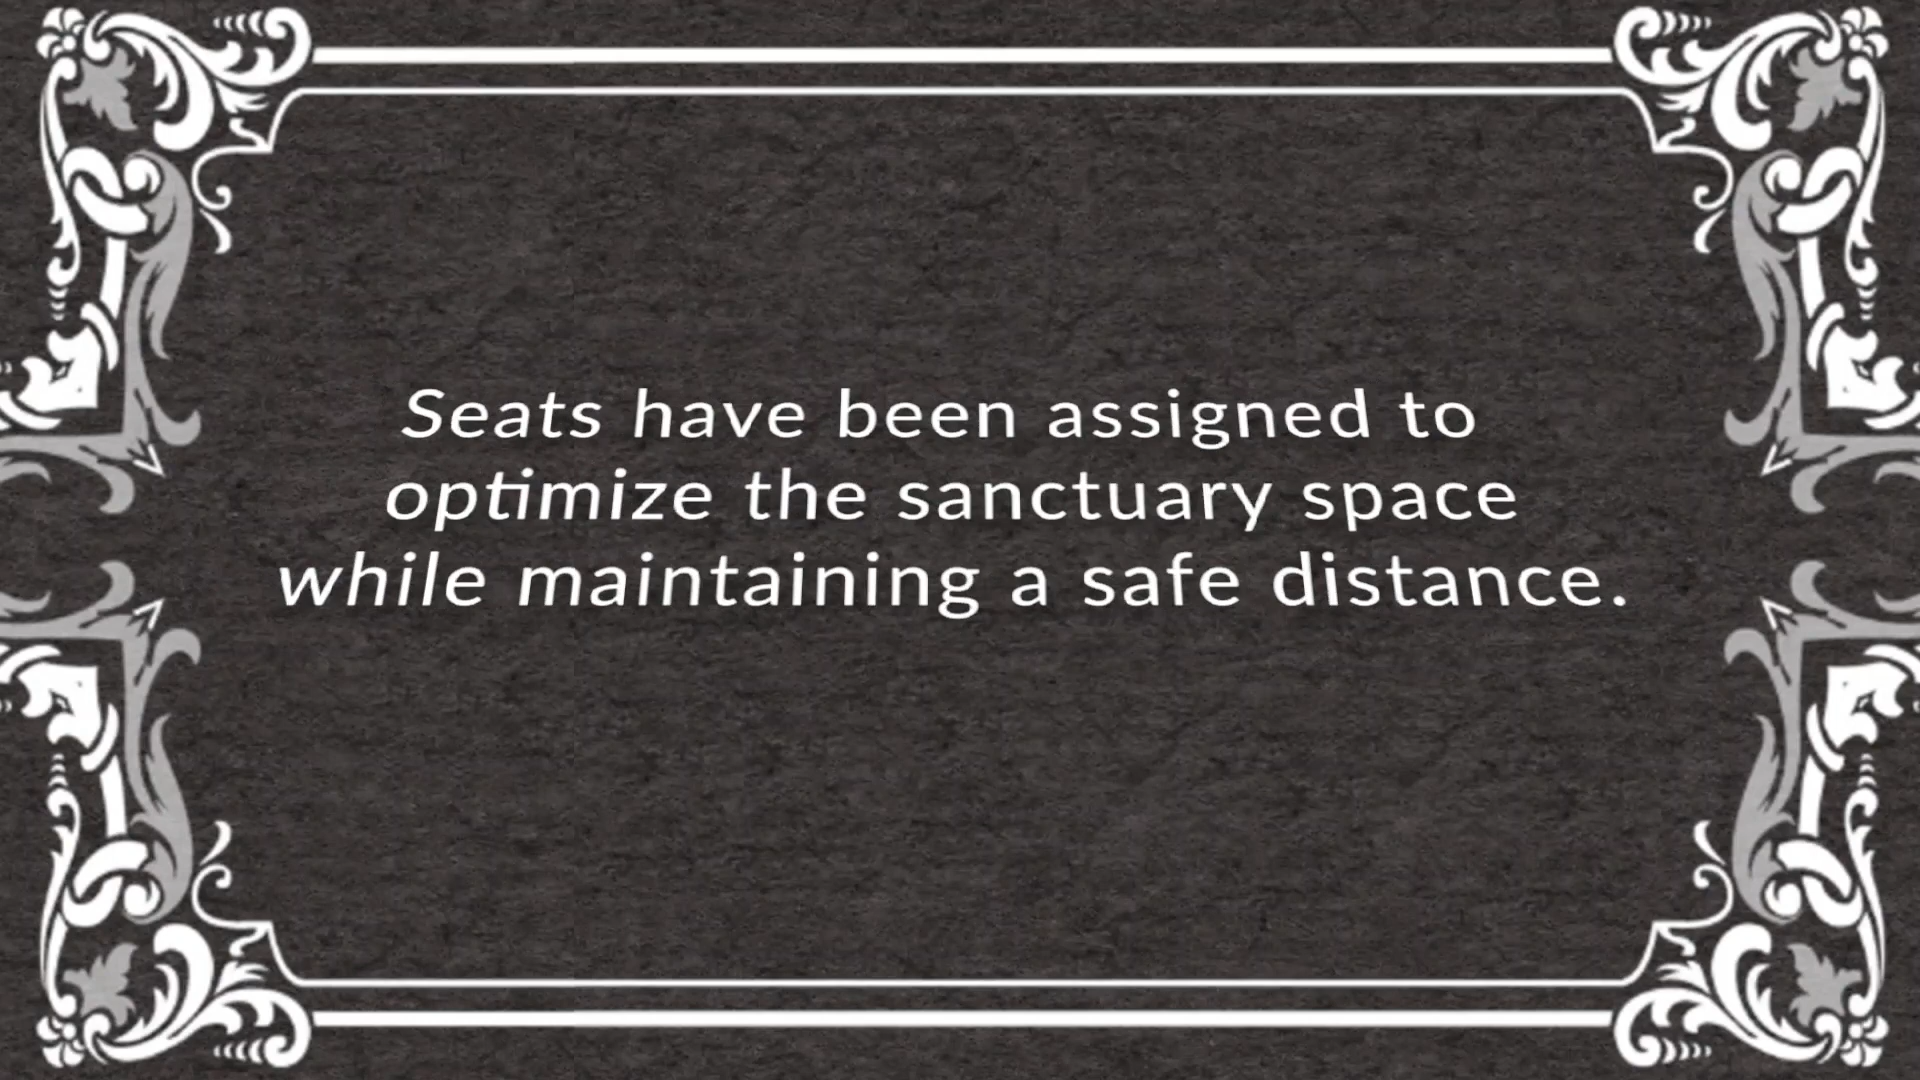 Seats have been assigned to
optimize the sanctuary space
while maintaining a safe distance.